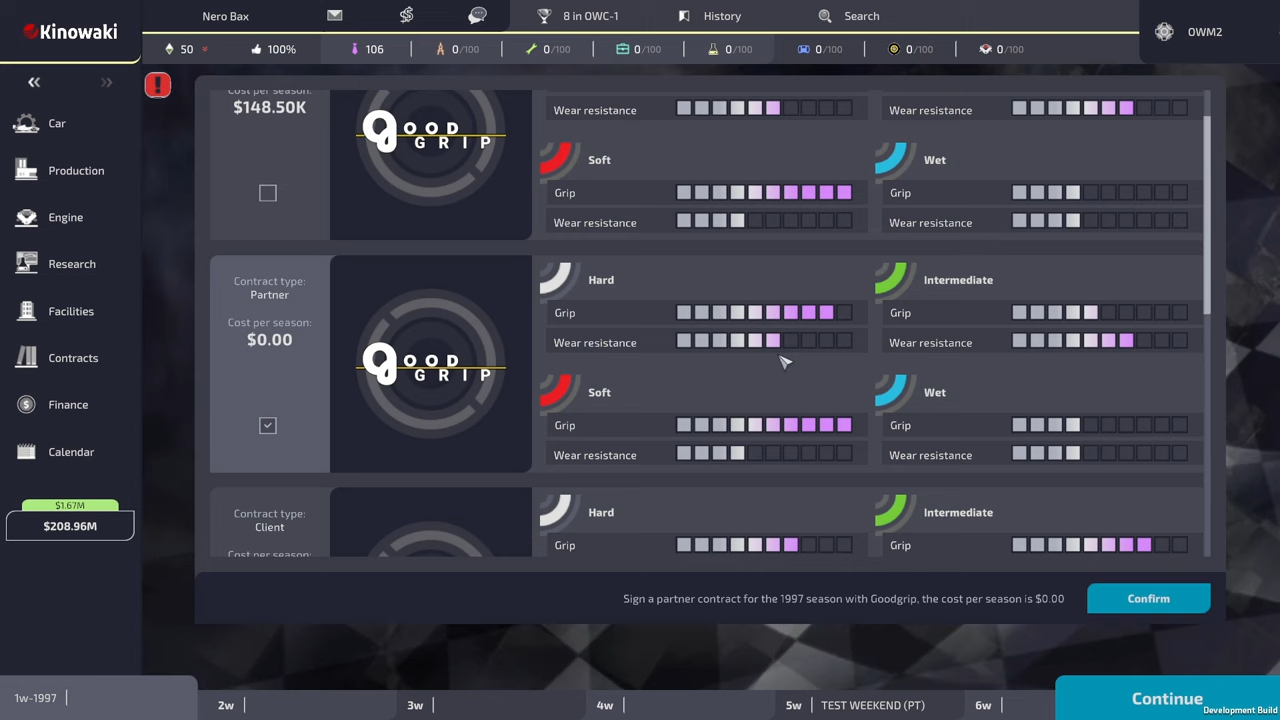 Kinowaki
Nero Bax
8 in OWC-1
History
Search
OWM2
50
100%
106
0/100
0/100
0/100
0/100
0/100
0/100
0/100
Car
Production
Engine
Research
Facilities
Contracts
Finance
Calendar
$1.67M
$208.96M
Cost per season:
$148.50K
GOOD
GRIP
Wear resistance
Wear resistance
Soft
Wet
Grip
Grip
Wear resistance
Wear resistance
Contract type:
Partner
Cost per season:
$0.00
GOOD
GRIP
Hard
Intermediate
Grip
Grip
Wear resistance
Wear resistance
Soft
Wet
Grip
Grip
Wear resistance
Wear resistance
Contract type:
Client
Cost per season:
Hard
Intermediate
Grip
Grip
Sign a partner contract for the 1997 season with Goodgrip, the cost per season is $0.00
Confirm
1w-1997
2w
3w
4w
5w
TEST WEEKEND (PT)
6w
Continue
Development Build